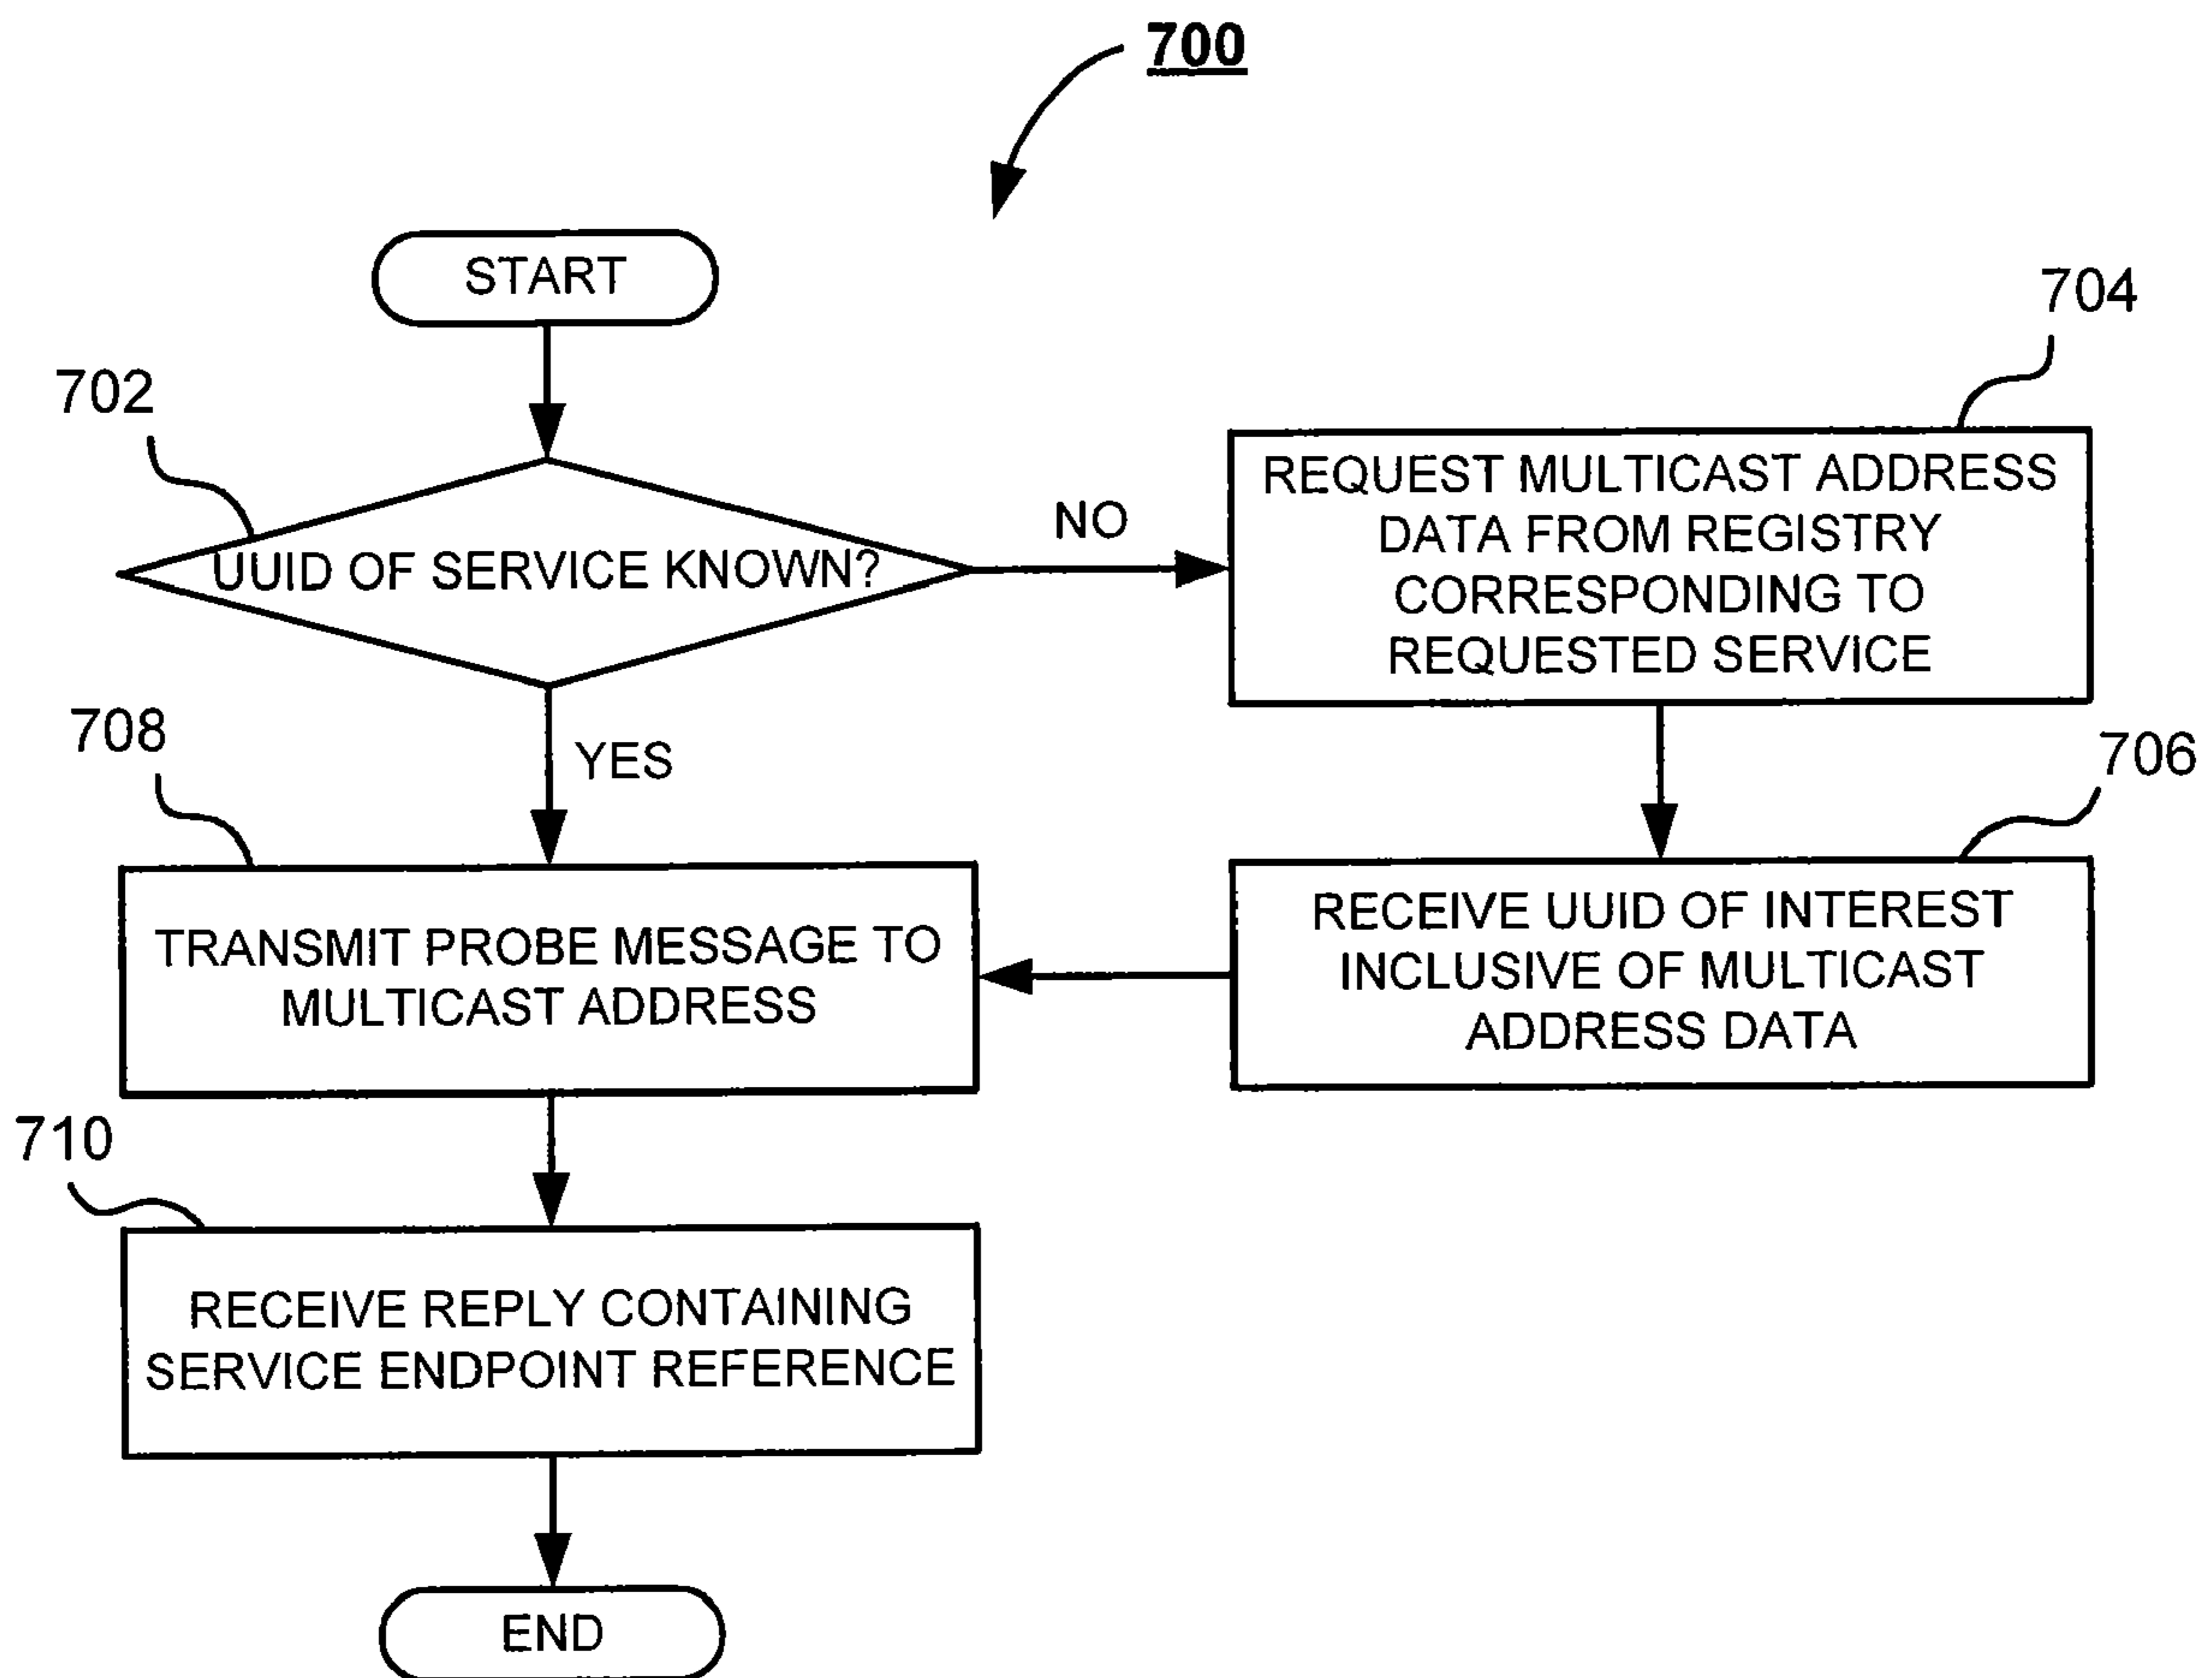 700
START
702
UUID OF SERVICE KNOWN?
NO
YES
704
REQUEST MULTICAST ADDRESS
DATA FROM REGISTRY
CORRESPONDING TO
REQUESTED SERVICE
706
RECEIVE UUID OF INTEREST
INCLUSIVE OF MULTICAST
ADDRESS DATA
708
TRANSMIT PROBE MESSAGE TO
MULTICAST ADDRESS
710
RECEIVE REPLY CONTAINING
SERVICE ENDPOINT REFERENCE
END